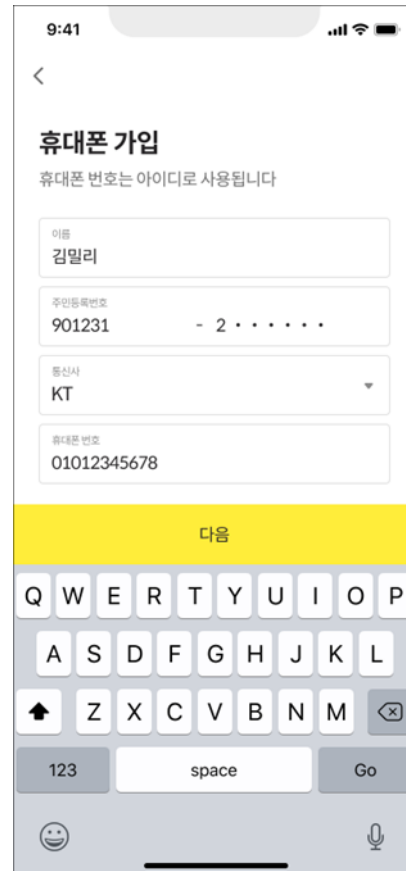 9:41
휴대폰 가입
휴대폰 번호는 아이디로 사용됩니다
이름
김밀리
주민등록번호
901231 - 2 • • • • • •
통신사
KT
휴대폰 번호
01012345678
다음
Q W E R T Y U I O P
A S D F G H J K L
Z X C V B N M
123 space Go